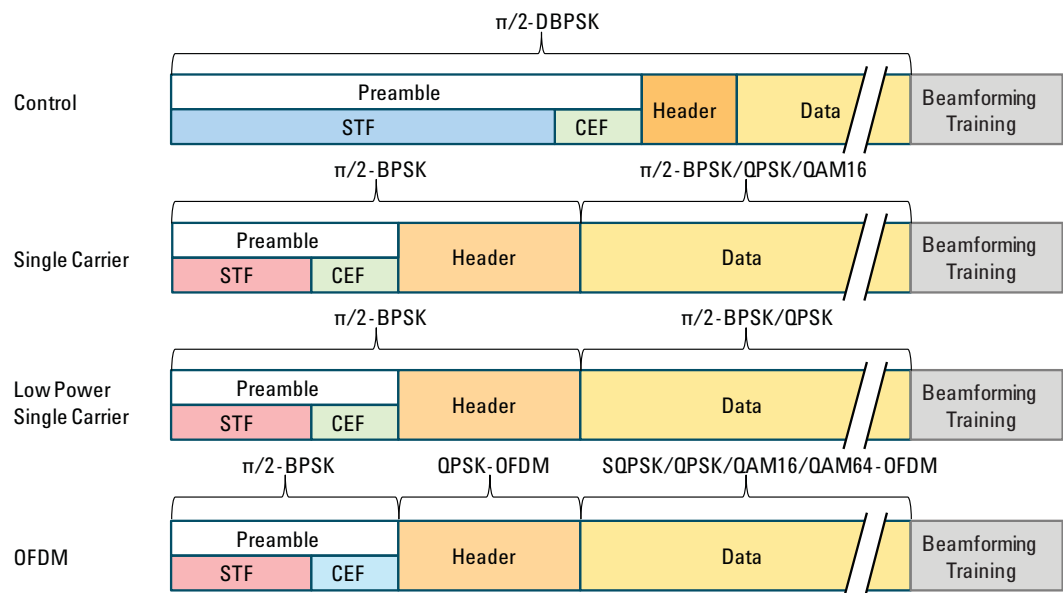 π/2-DBPSK
Control
Preamble
STF
CEF
Header
Data
Beamforming
Training
π/2-BPSK
π/2-BPSK/QPSK/QAM16
Single Carrier
Preamble
STF
CEF
Header
Data
Beamforming
Training
π/2-BPSK
π/2-BPSK/QPSK
Low Power
Single Carrier
Preamble
STF
CEF
Header
Data
Beamforming
Training
π/2-BPSK
QPSK-OFDM
SQPSK/QPSK/QAM16/QAM64-OFDM
OFDM
Preamble
STF
CEF
Header
Data
Beamforming
Training